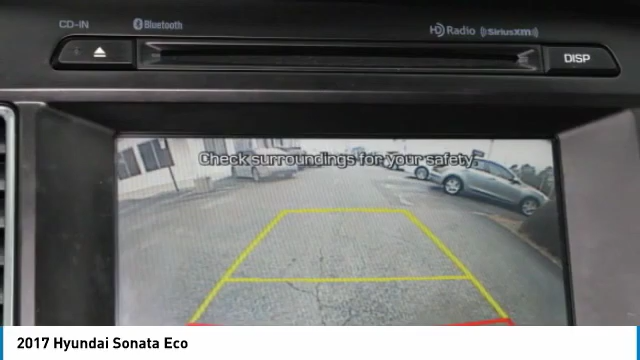 CD-IN
Bluetooth
HD Radio ((SiriusXM))
DISP
Check surroundings for your safety
2017 Hyundai Sonata Eco